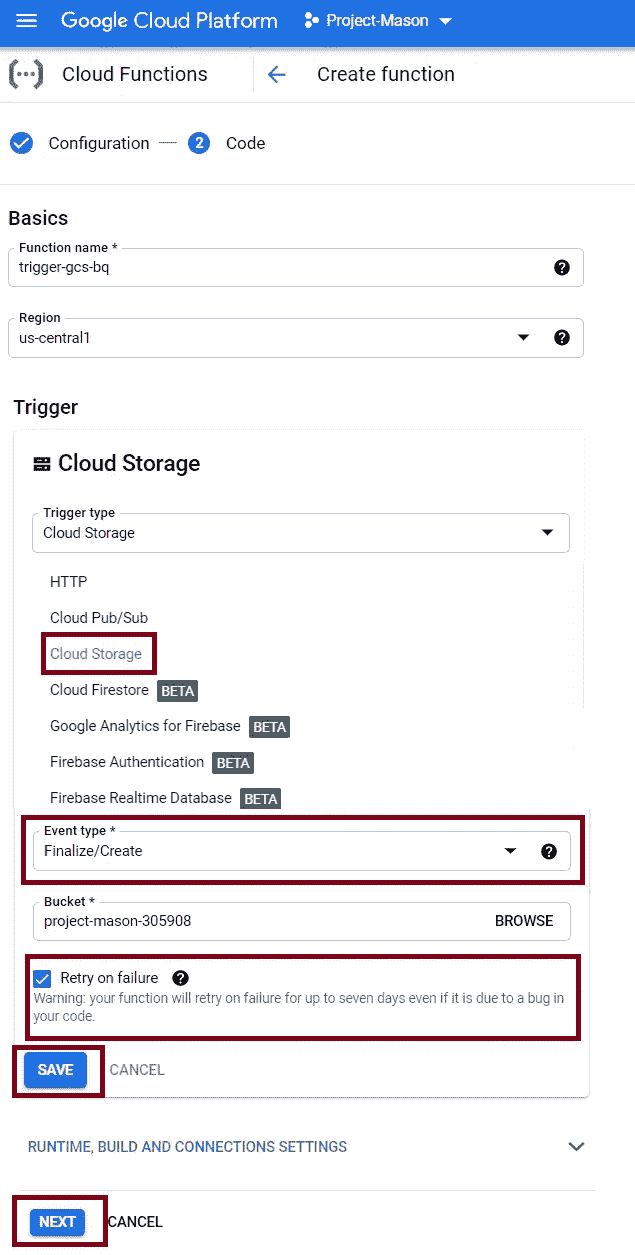 Google Cloud Platform Project-Mason
Cloud Functions Create function
Configuration 2 Code
Basics
Function name *
trigger-gcs-bq
Region
us-central1
Trigger
Cloud Storage
Trigger type
Cloud Storage
HTTP
Cloud Pub/Sub
Cloud Storage
Cloud Firestore BETA
Google Analytics for Firebase BETA
Firebase Authentication BETA
Firebase Realtime Database BETA
Event type *
Finalize/Create
Bucket *
project-mason-305908 BROWSE
Retry on failure
Warning: your function will retry on failure for up to seven days even if it is due to a bug in
your code.
SAVE CANCEL
RUNTIME, BUILD AND CONNECTIONS SETTINGS
NEXT CANCEL